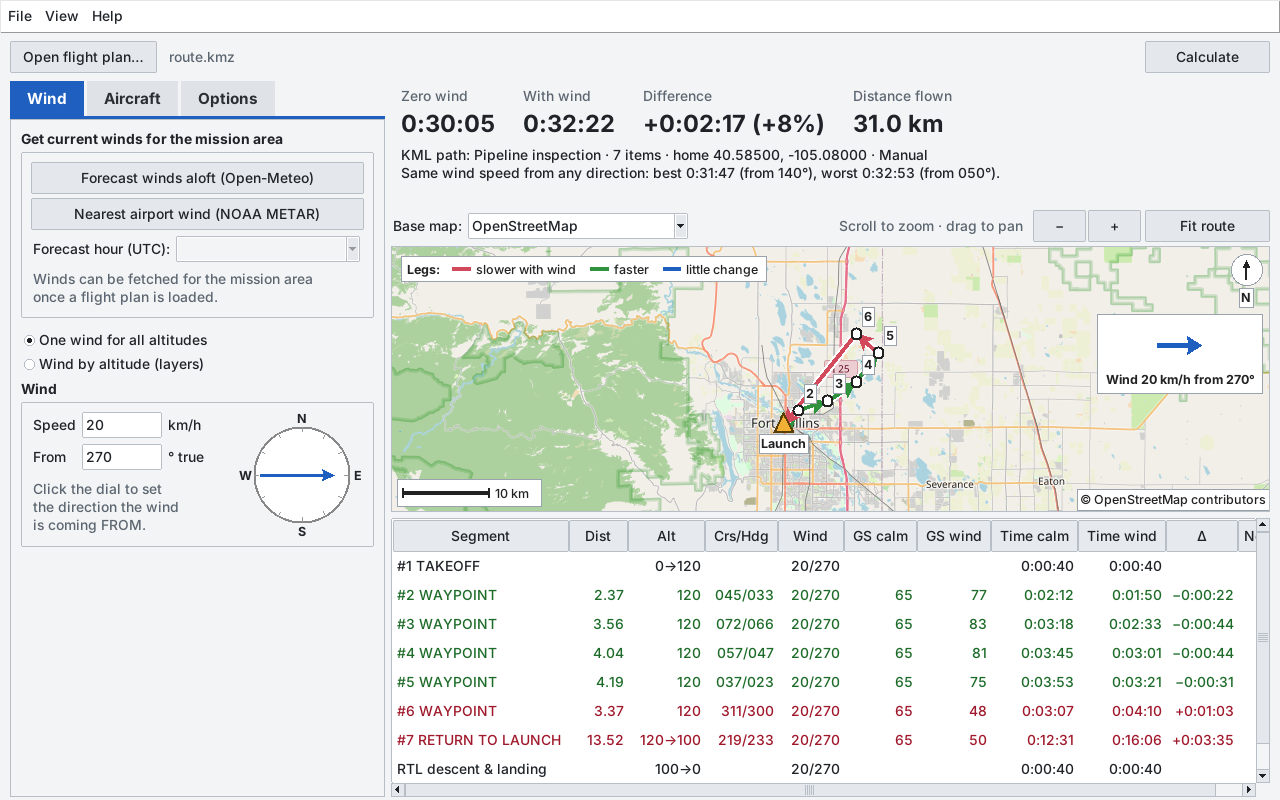 File View Help
Open flight plan... route.kmz Calculate
Wind Aircraft Options
Get current winds for the mission area
Forecast winds aloft (Open-Meteo)
Nearest airport wind (NOAA METAR)
Forecast hour (UTC):
Winds can be fetched for the mission area
once a flight plan is loaded.
One wind for all altitudes
Wind by altitude (layers)
Wind
Speed 20 km/h
From 270 ° true
Click the dial to set
the direction the wind
is coming FROM.
N
W E
S
Zero wind With wind Difference Distance flown
0:30:05 0:32:22 +0:02:17 (+8%) 31.0 km
KML path: Pipeline inspection · 7 items · home 40.58500, -105.08000 · Manual
Same wind speed from any direction: best 0:31:47 (from 140°), worst 0:32:53 (from 050°).
Base map: OpenStreetMap Scroll to zoom · drag to pan − + Fit route
Legs: slower with wind faster little change
N
6
5
4
25
3
2
Launch
Wind 20 km/h from 270°
Severance
Eaton
10 km
© OpenStreetMap contributors
Segment Dist Alt Crs/Hdg Wind GS calm GS wind Time calm Time wind Δ
#1 TAKEOFF 0→120 20/270 0:00:40 0:00:40
#2 WAYPOINT 2.37 120 045/033 20/270 65 77 0:02:12 0:01:50 −0:00:22
#3 WAYPOINT 3.56 120 072/066 20/270 65 83 0:03:18 0:02:33 −0:00:44
#4 WAYPOINT 4.04 120 057/047 20/270 65 81 0:03:45 0:03:01 −0:00:44
#5 WAYPOINT 4.19 120 037/023 20/270 65 75 0:03:53 0:03:21 −0:00:31
#6 WAYPOINT 3.37 120 311/300 20/270 65 48 0:03:07 0:04:10 +0:01:03
#7 RETURN TO LAUNCH 13.52 120→100 219/233 20/270 65 50 0:12:31 0:16:06 +0:03:35
RTL descent & landing 100→0 20/270 0:00:40 0:00:40